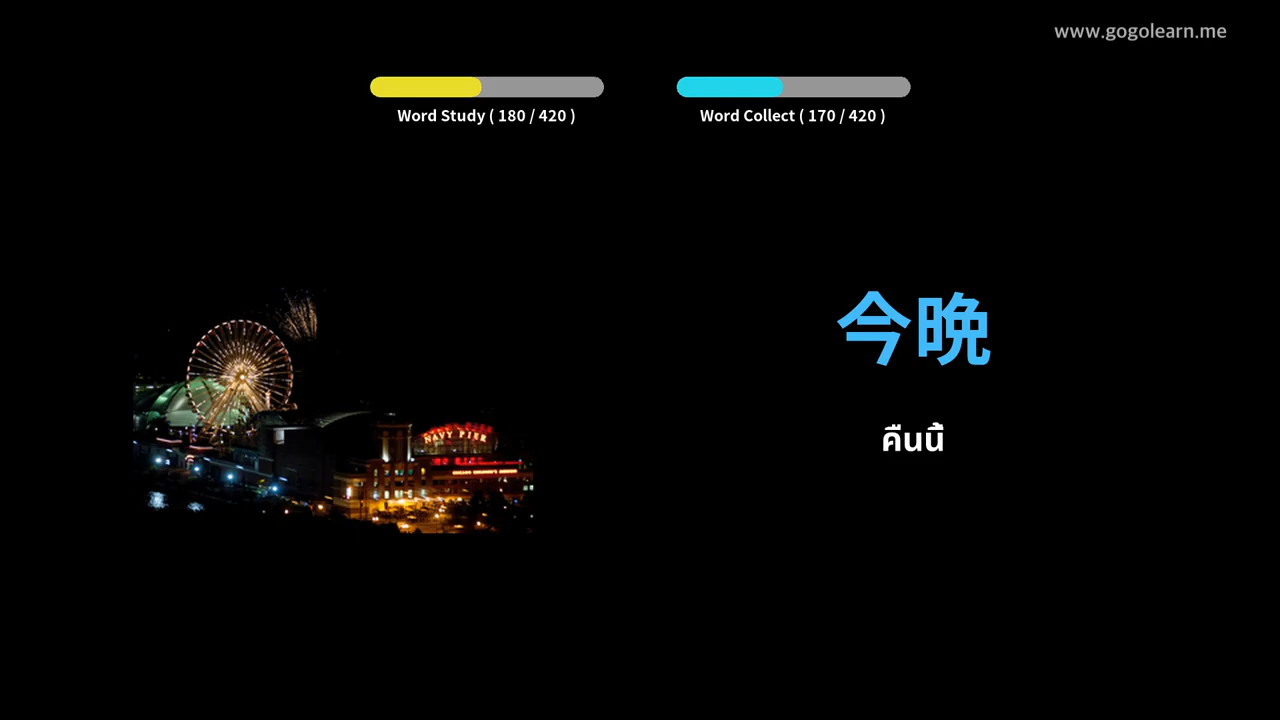 www.gogolearn.me
Word Study ( 180 / 420 )
Word Collect ( 170 / 420 )
今晚
คืนนี้
NAVY PIER